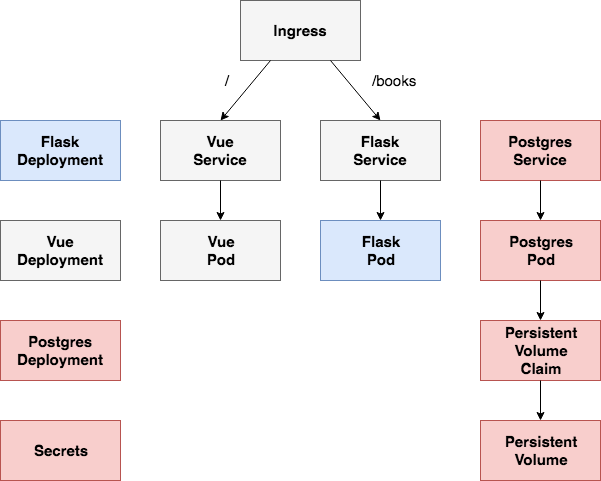 Ingress
/
/books
Flask
Deployment
Vue
Service
Flask
Service
Postgres
Service
Vue
Deployment
Vue
Pod
Flask
Pod
Postgres
Pod
Postgres
Deployment
Persistent
Volume
Claim
Secrets
Persistent
Volume